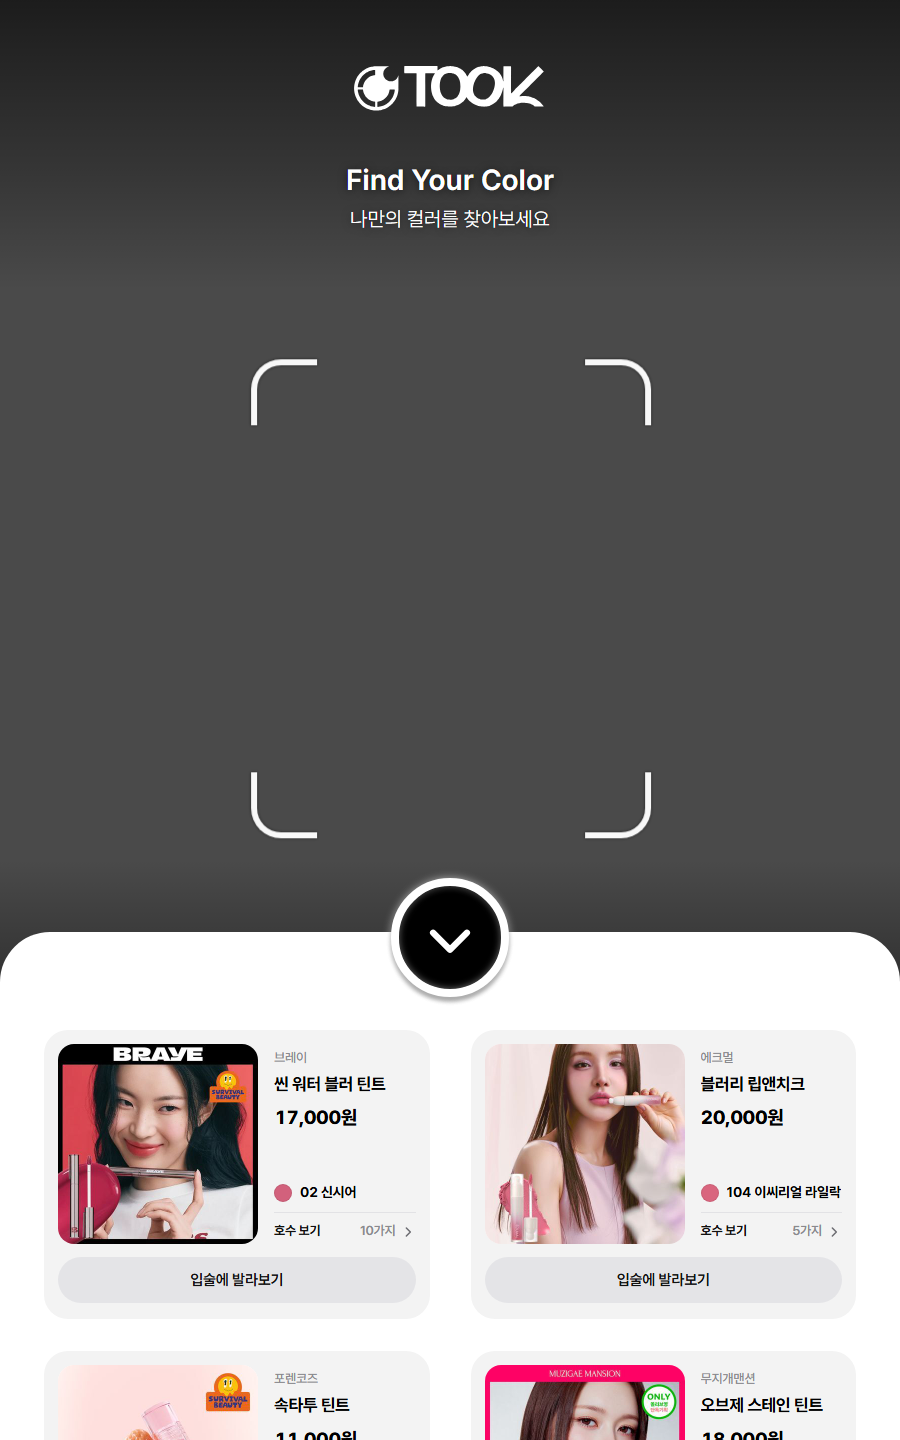 TOOK
Find Your Color
나만의 컬러를 찾아보세요
BRAYE
SURVIVAL
BEAUTY
브레이
씬 워터 블러 틴트
17,000원
02 신시어
호수 보기 10가지
입술에 발라보기
에크멀
블러리 립앤치크
20,000원
104 이씨리얼 라일락
호수 보기 5가지
입술에 발라보기
SURVIVAL
BEAUTY
포렌코즈
속타투 틴트
11,000원
MUZIGAE MANSION
ONLY
무지개맨션
오브제 스테인 틴트
18,000원